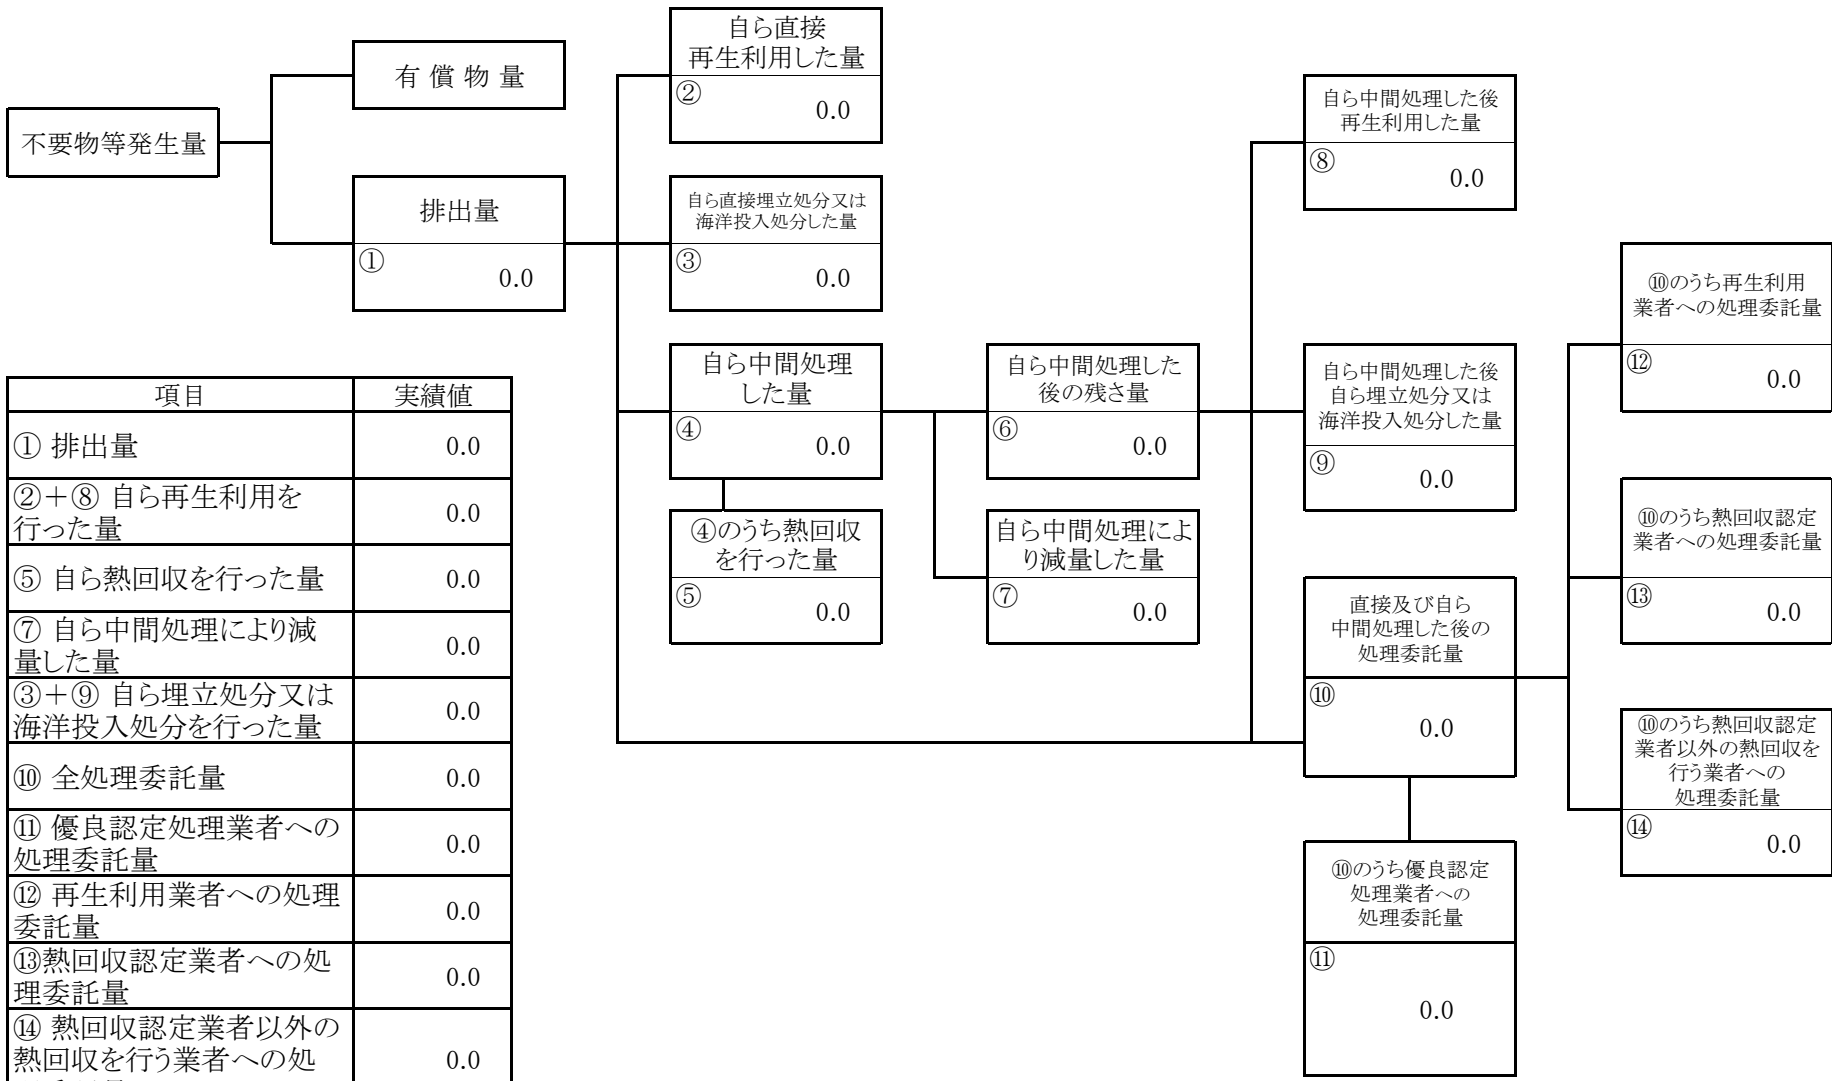 不要物等発生量
有 償 物 量
排出量
①
0.0
自ら直接
再生利用した量
②
0.0
自ら直接埋立処分又は
海洋投入処分した量
③
0.0
自ら中間処理
した量
④
0.0
④のうち熱回収
を行った量
⑤
0.0
自ら中間処理した
後の残さ量
⑥
0.0
自ら中間処理によ
り減量した量
⑦
0.0
自ら中間処理した後
再生利用した量
⑧
0.0
自ら中間処理した後
自ら埋立処分又は
海洋投入処分した量
⑨
0.0
直接及び自ら
中間処理した後の
処理委託量
⑩
0.0
⑩のうち優良認定
処理業者への
処理委託量
⑪
0.0
⑩のうち再生利用
業者への処理委託量
⑫
0.0
⑩のうち熱回収認定
業者への処理委託量
⑬
0.0
⑩のうち熱回収認定
業者以外の熱回収を
行う業者への
処理委託量
⑭
0.0
項目 実績値
① 排出量 0.0
②＋⑧ 自ら再生利用を
行った量 0.0
⑤ 自ら熱回収を行った量 0.0
⑦ 自ら中間処理により減
量した量 0.0
③＋⑨ 自ら埋立処分又は
海洋投入処分を行った量 0.0
⑩ 全処理委託量 0.0
⑪ 優良認定処理業者への
処理委託量 0.0
⑫ 再生利用業者への処理
委託量 0.0
⑬熱回収認定業者への処
理委託量 0.0
⑭ 熱回収認定業者以外の
熱回収を行う業者への処 0.0